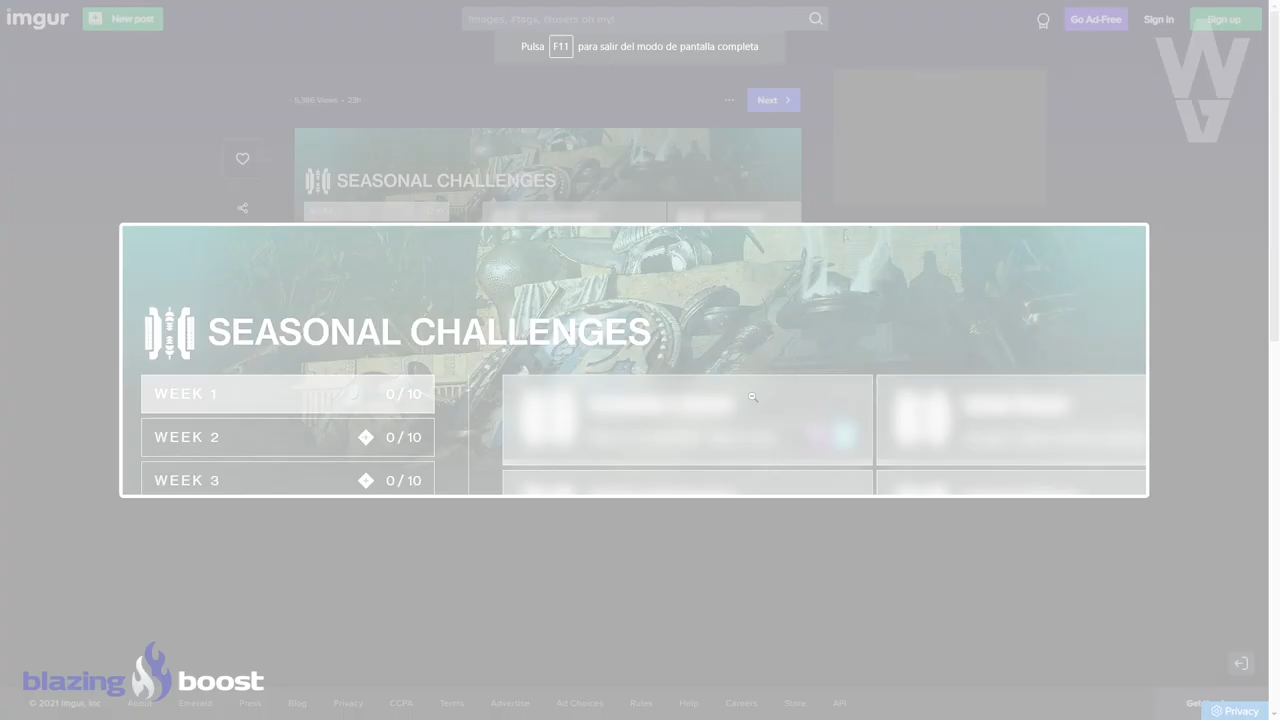 imgur
New post
Images, #tags, @users oh my!
Go Ad-Free
Sign in
Sign up
Pulsa F11 para salir del modo de pantalla completa
WG
5,386 Views • 23h
Next
SEASONAL CHALLENGES
SEASONAL CHALLENGES
WEEK 1 0/10
WEEK 2 0/10
WEEK 3 0/10
blazing boost
© 2021 Imgur, Inc About Emerald Press Blog Privacy CCPA Terms Advertise Ad Choices Rules Help Careers Store API
Privacy